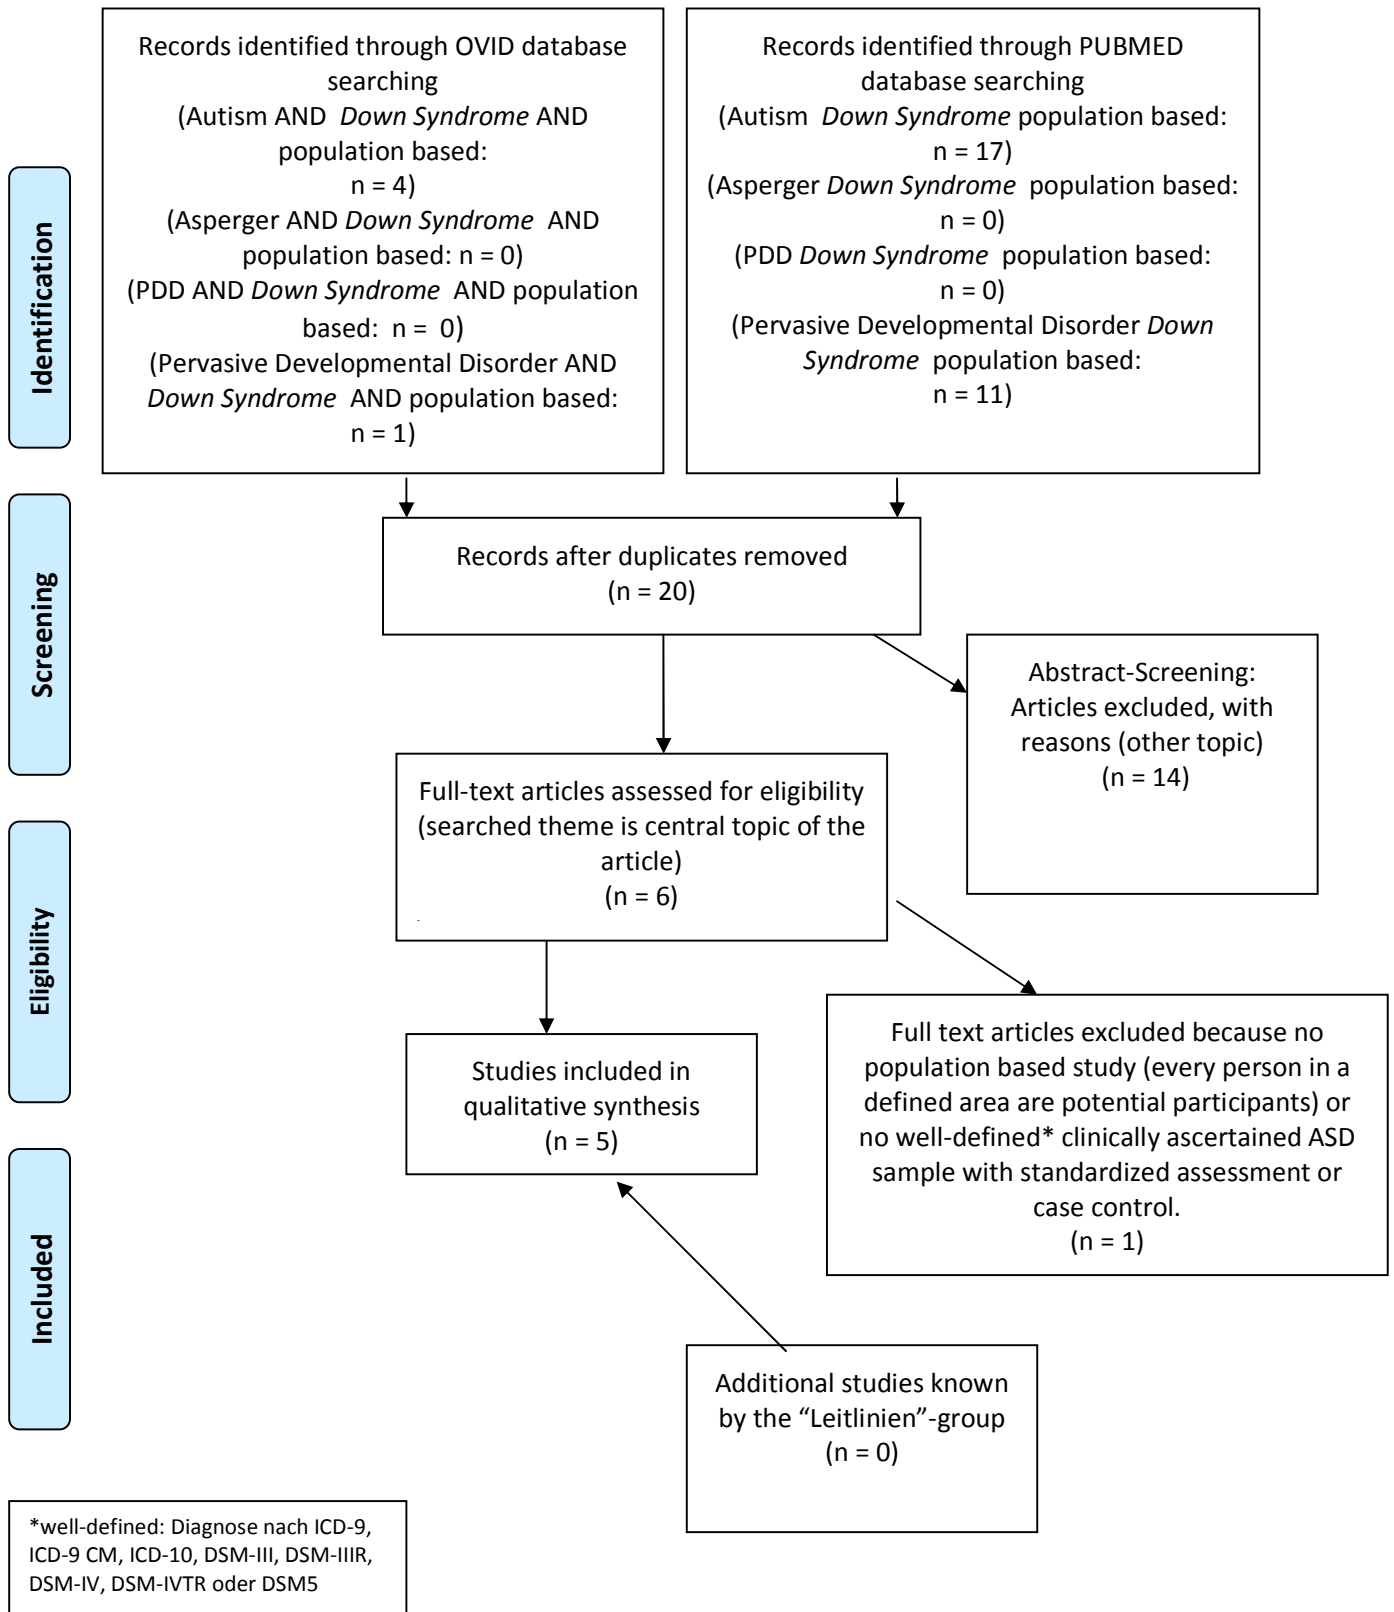 Records identified through OVID database
searching
(Autism AND Down Syndrome AND
population based:
n = 4)
(Asperger AND Down Syndrome AND
population based: n = 0)
(PDD AND Down Syndrome AND population
based: n = 0)
(Pervasive Developmental Disorder AND
Down Syndrome AND population based:
n = 1)
Records identified through PUBMED
database searching
(Autism Down Syndrome population based:
n = 17)
(Asperger Down Syndrome population based:
n = 0)
(PDD Down Syndrome population based:
n = 0)
(Pervasive Developmental Disorder Down
Syndrome population based:
n = 11)
Identification
Records after duplicates removed
(n = 20)
Screening
Abstract-Screening:
Articles excluded, with
reasons (other topic)
(n = 14)
Full-text articles assessed for eligibility
(searched theme is central topic of the
article)
(n = 6)
Eligibility
Full text articles excluded because no
population based study (every person in a
defined area are potential participants) or
no well-defined* clinically ascertained ASD
sample with standardized assessment or
case control.
(n = 1)
Studies included in
qualitative synthesis
(n = 5)
Included
Additional studies known
by the “Leitlinien”-group
(n = 0)
*well-defined: Diagnose nach ICD-9,
ICD-9 CM, ICD-10, DSM-III, DSM-IIIR,
DSM-IV, DSM-IVTR oder DSM5